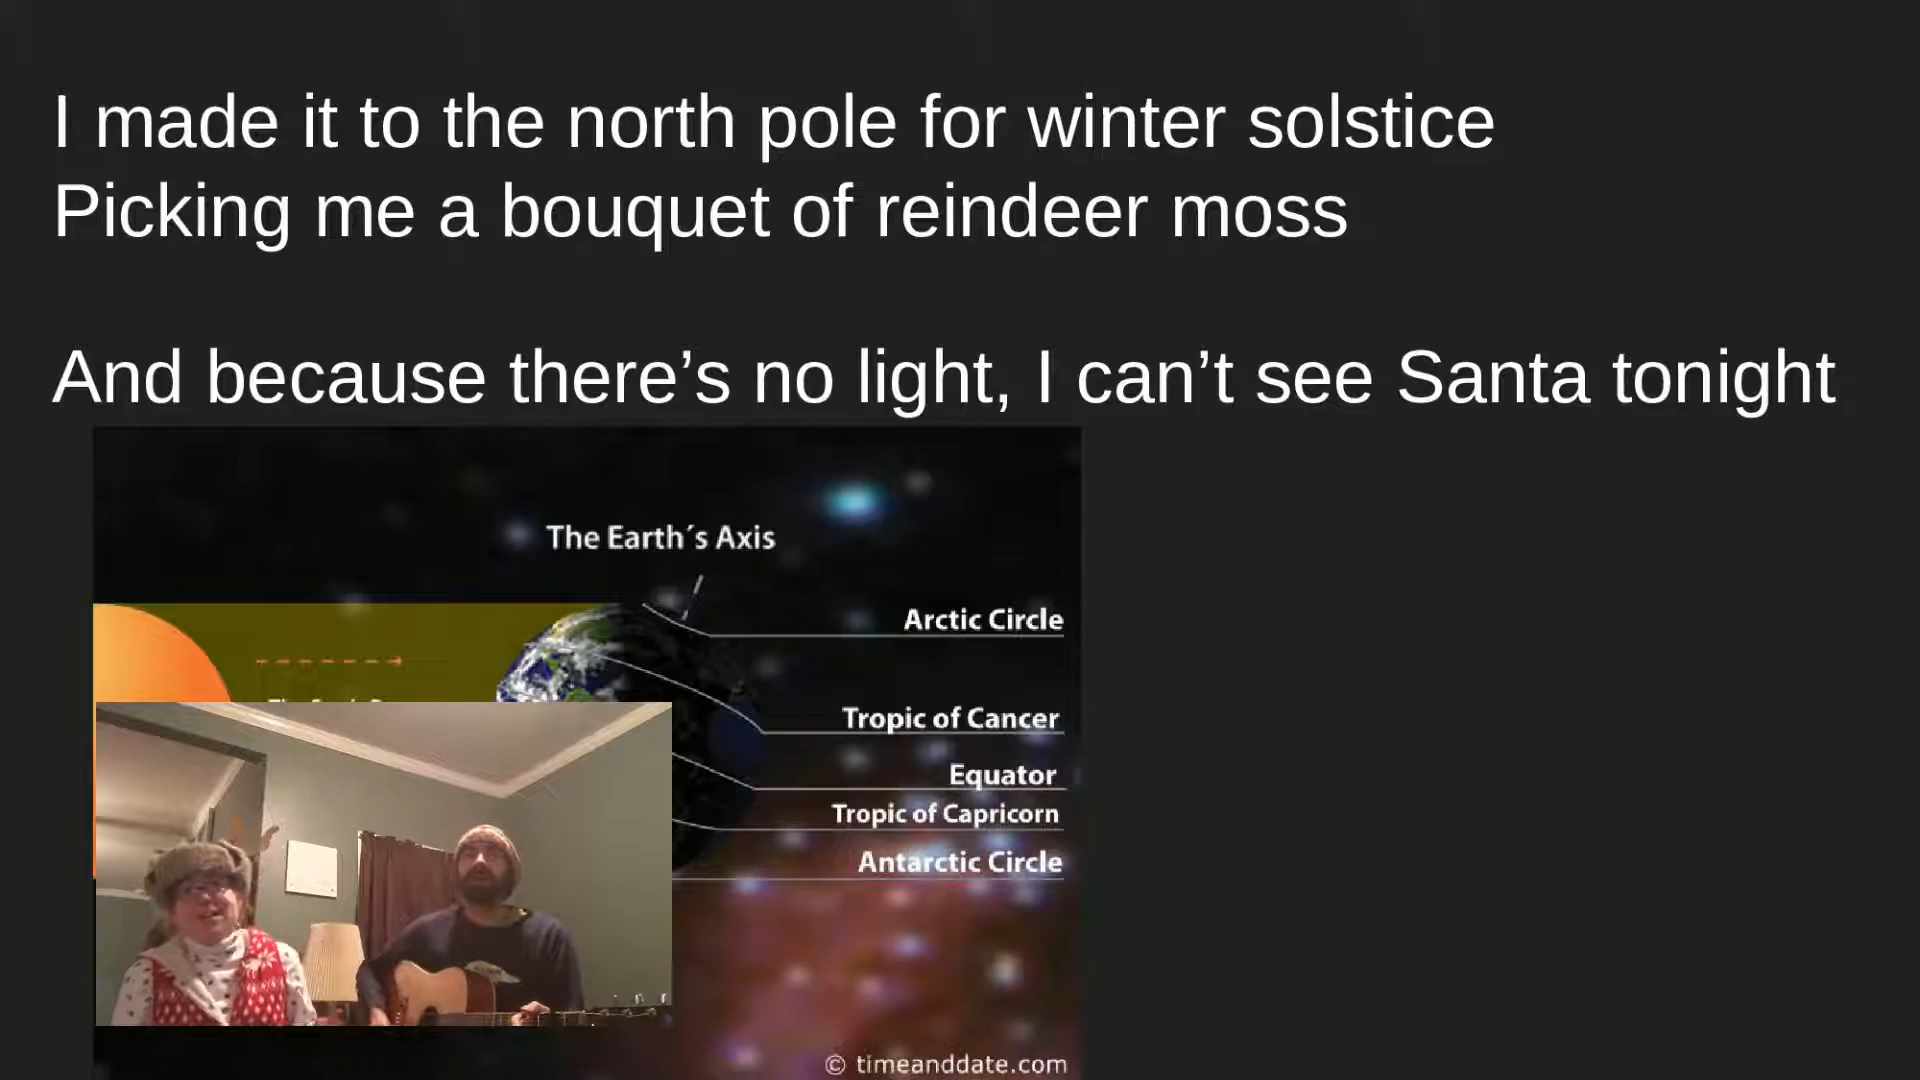 I made it to the north pole for winter solstice
Picking me a bouquet of reindeer moss
And because there’s no light, I can’t see Santa tonight
The Earth´s Axis
Arctic Circle
Tropic of Cancer
Equator
Tropic of Capricorn
Antarctic Circle
© timeanddate.com